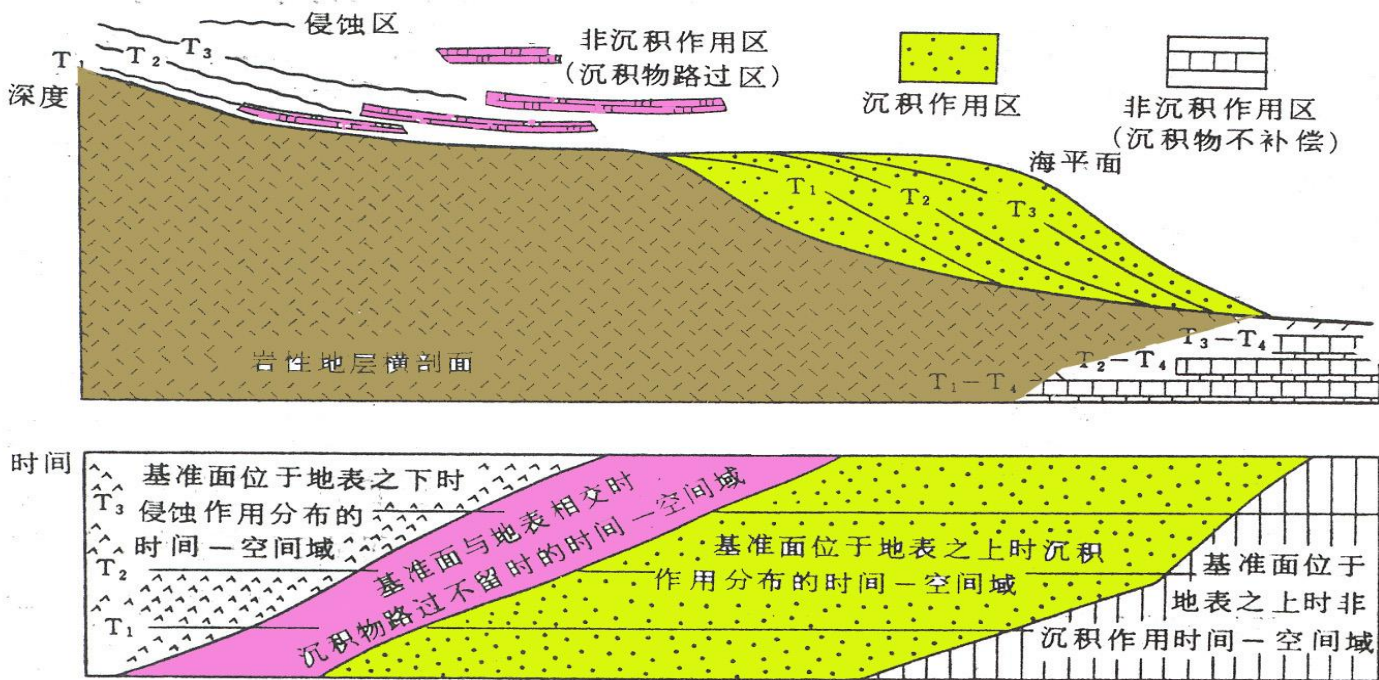 侵蚀区
非沉积作用区
(沉积物路过区)
沉积作用区
非沉积作用区
(沉积物不补偿)
T₃
T₂
T₁
深度
海平面
T₁
T₂
T₃
岩性地层横剖面
T₃－T₄
T₂－T₄
T₁－T₄
时间
基准面位于地表之下时
侵蚀作用分布的
时间－空间域
T₃
T₂
T₁
基准面与地表相交时
沉积物路过不留时的时间－空间域
基准面位于地表之上时沉积
作用分布的时间－空间域
基准面位于
地表之上时非
沉积作用时间－空间域